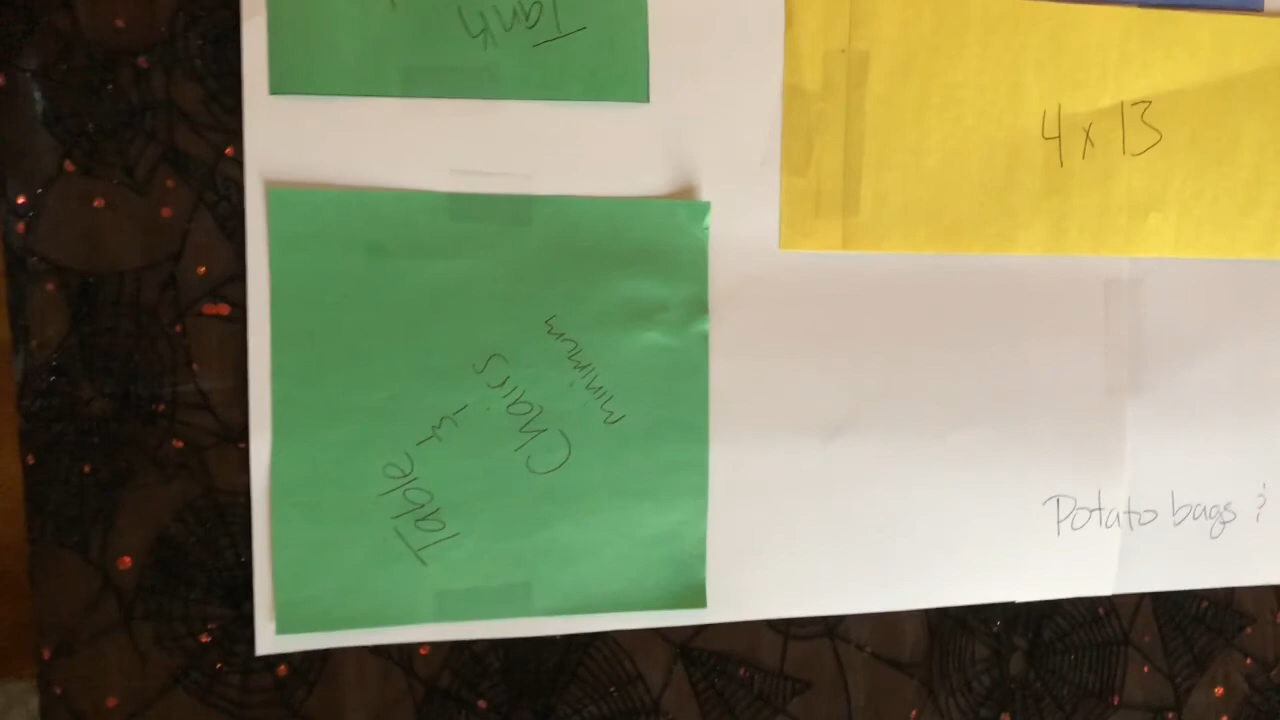 Tank
4 x 13
Table &
Chairs
minimum
Potato bags &